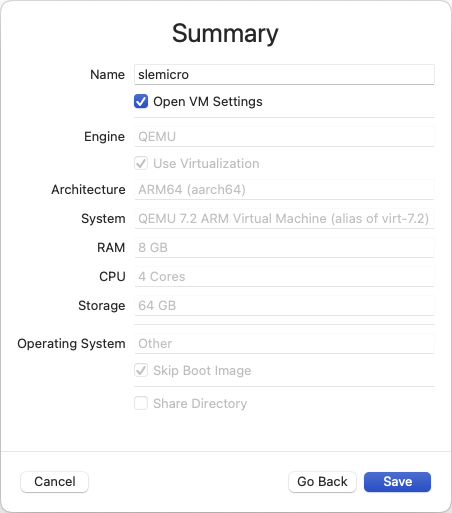 Summary
Name slemicro
Open VM Settings
Engine QEMU
Use Virtualization
Architecture ARM64 (aarch64)
System QEMU 7.2 ARM Virtual Machine (alias of virt-7.2)
RAM 8 GB
CPU 4 Cores
Storage 64 GB
Operating System Other
Skip Boot Image
Share Directory
Cancel Go Back Save